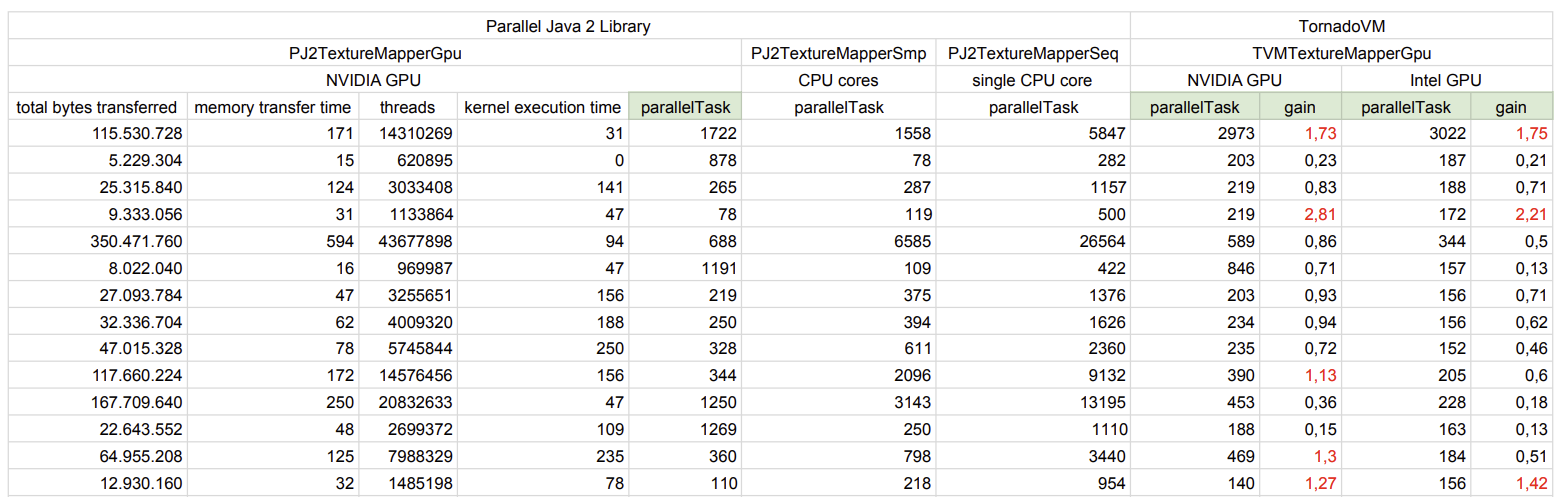 Parallel Java 2 Library TornadoVM
PJ2TextureMapperGpu PJ2TextureMapperSmp PJ2TextureMapperSeq TVMTextureMapperGpu
NVIDIA GPU CPU cores single CPU core NVIDIA GPU Intel GPU
total bytes transferred memory transfer time threads kernel execution time parallelTask parallelTask parallelTask parallelTask gain parallelTask gain
115.530.728 171 14310269 31 1722 1558 5847 2973 1,73 3022 1,75
5.229.304 15 620895 0 878 78 282 203 0,23 187 0,21
25.315.840 124 3033408 141 265 287 1157 219 0,83 188 0,71
9.333.056 31 1133864 47 78 119 500 219 2,81 172 2,21
350.471.760 594 43677898 94 688 6585 26564 589 0,86 344 0,5
8.022.040 16 969987 47 1191 109 422 846 0,71 157 0,13
27.093.784 47 3255651 156 219 375 1376 203 0,93 156 0,71
32.336.704 62 4009320 188 250 394 1626 234 0,94 156 0,62
47.015.328 78 5745844 250 328 611 2360 235 0,72 152 0,46
117.660.224 172 14576456 156 344 2096 9132 390 1,13 205 0,6
167.709.640 250 20832633 47 1250 3143 13195 453 0,36 228 0,18
22.643.552 48 2699372 109 1269 250 1110 188 0,15 163 0,13
64.955.208 125 7988329 235 360 798 3440 469 1,3 184 0,51
12.930.160 32 1485198 78 110 218 954 140 1,27 156 1,42